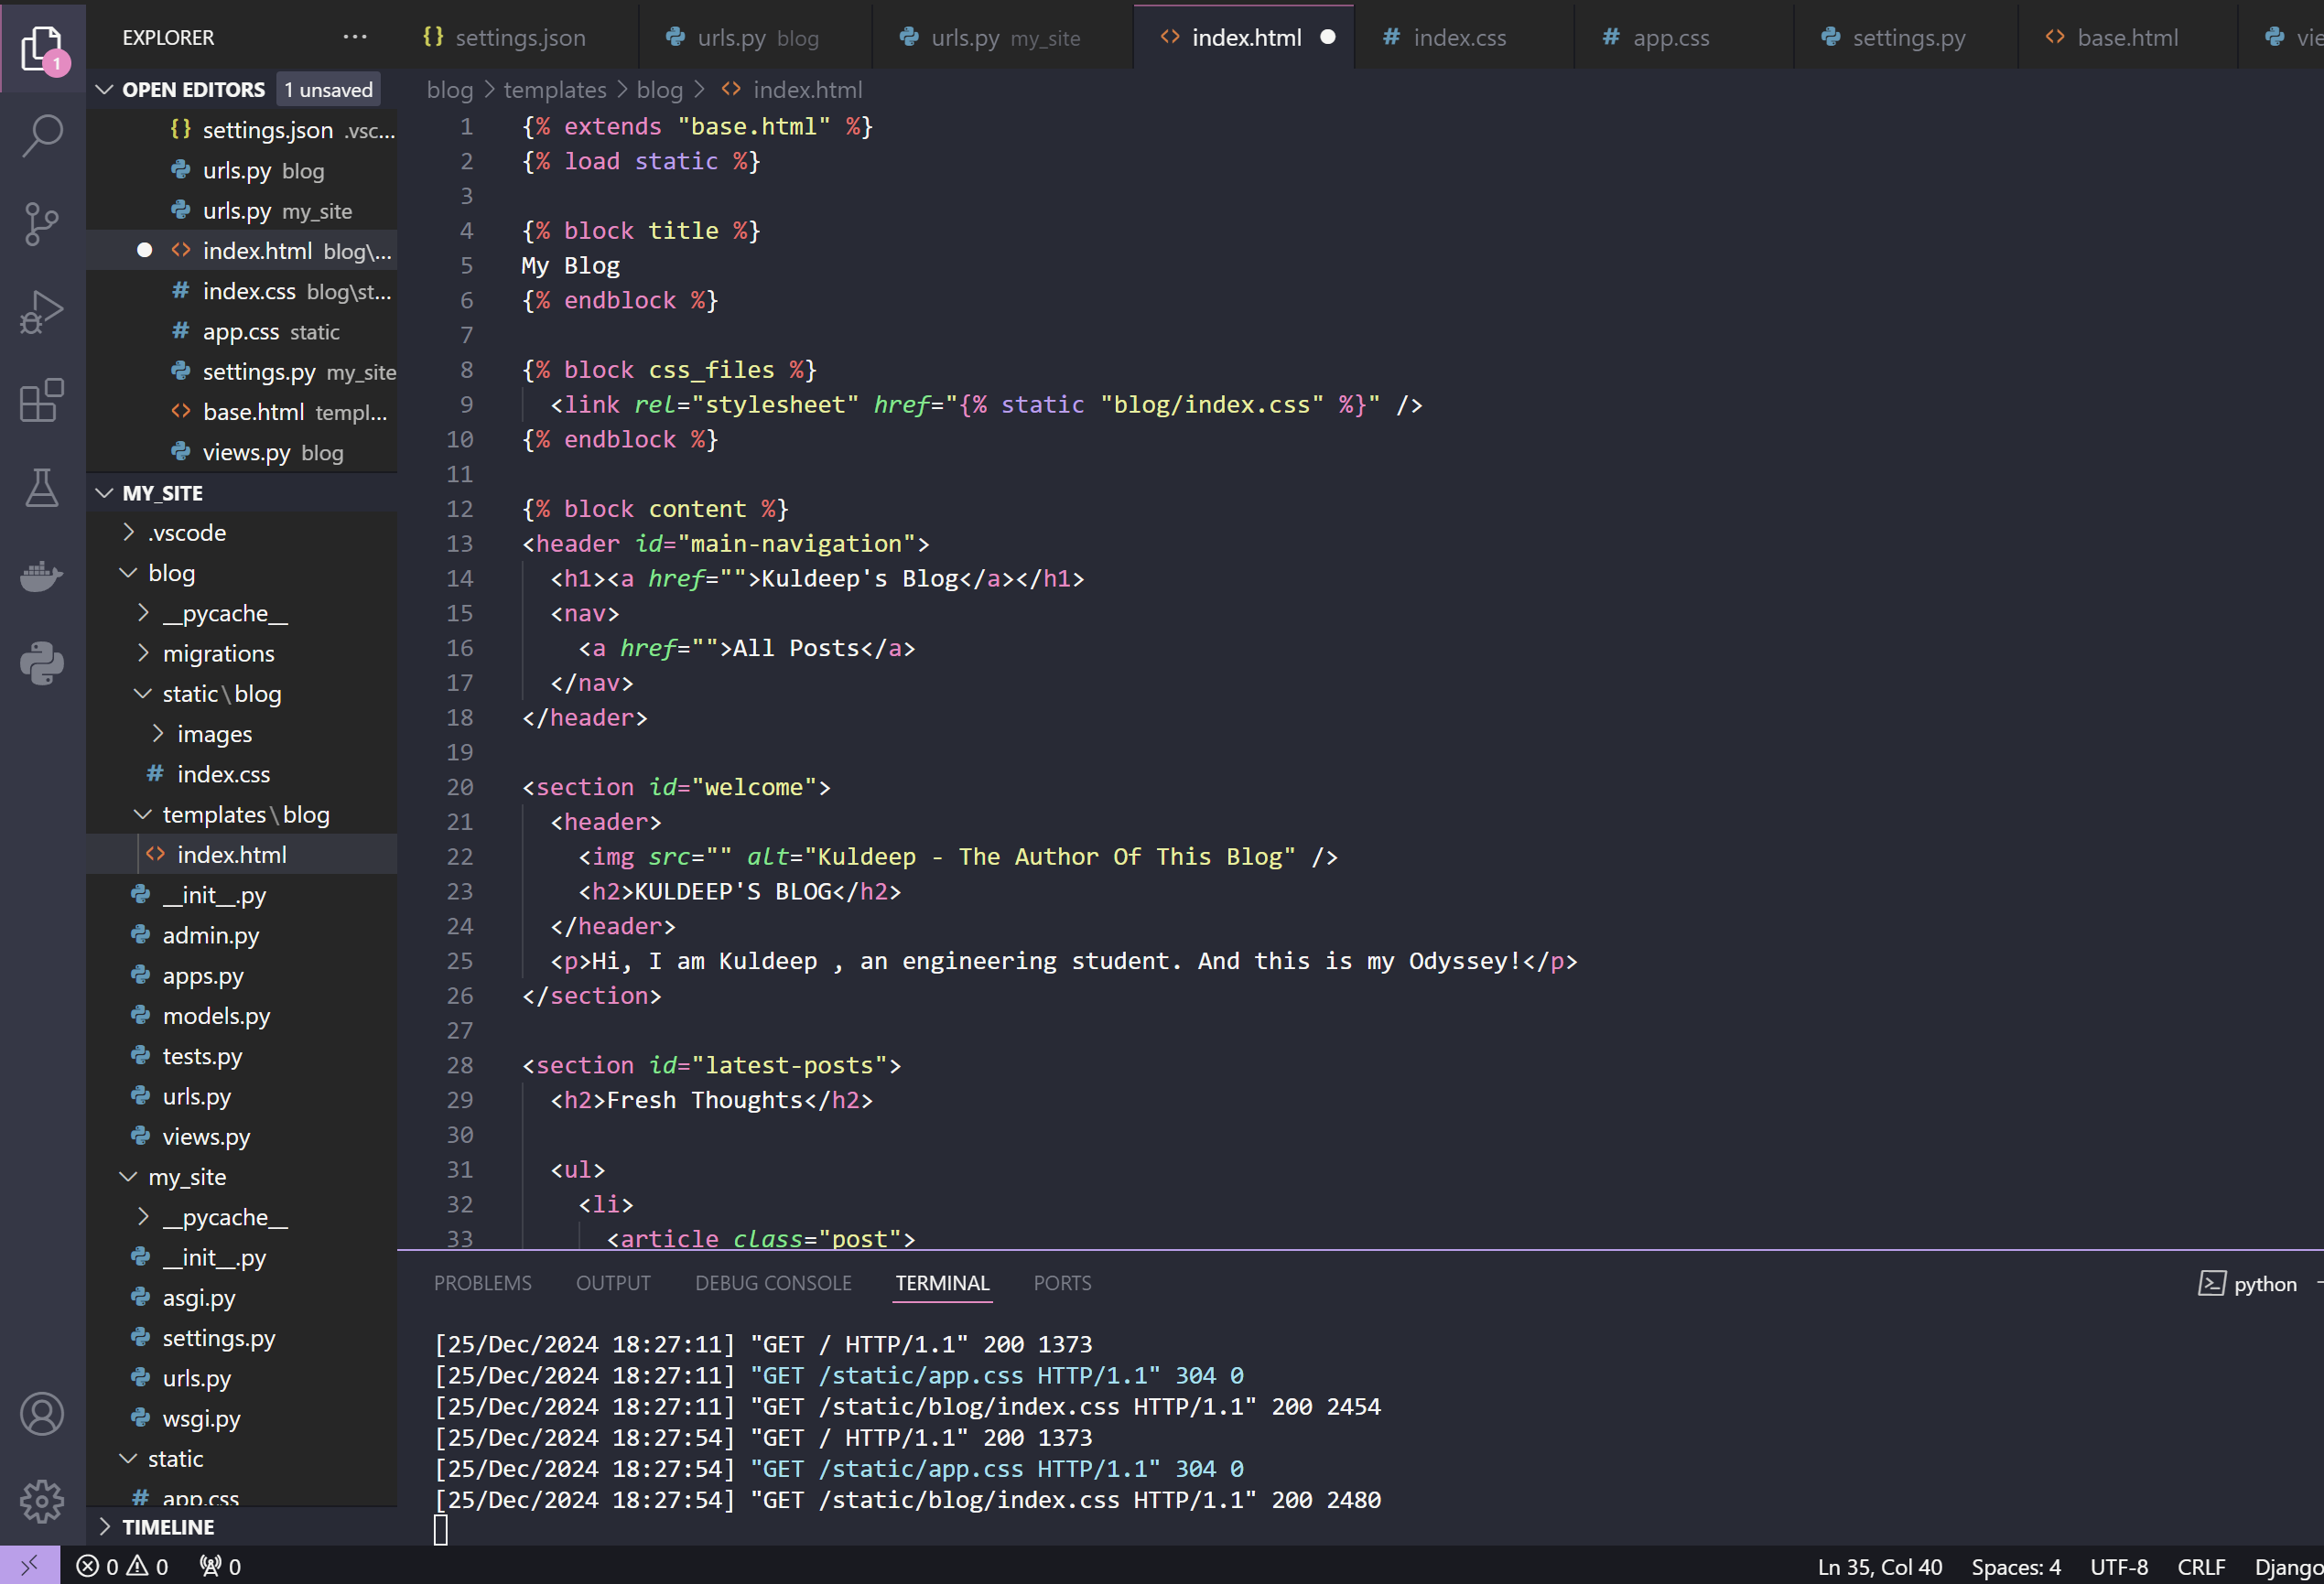 EXPLORER ...
settings.json
urls.py blog
urls.py my_site
index.html
index.css
app.css
settings.py
base.html
OPEN EDITORS 1 unsaved
settings.json .vsc...
urls.py blog
urls.py my_site
index.html blog\...
index.css blog\st...
app.css static
settings.py my_site
base.html templ...
views.py blog
MY_SITE
.vscode
blog
__pycache__
migrations
static\blog
images
index.css
templates\blog
index.html
__init__.py
admin.py
apps.py
models.py
tests.py
urls.py
views.py
my_site
__pycache__
__init__.py
asgi.py
settings.py
urls.py
wsgi.py
static
app.css
TIMELINE
1
blog > templates > blog > <> index.html
1 {% extends "base.html" %}
2 {% load static %}
3
4 {% block title %}
5 My Blog
6 {% endblock %}
7
8 {% block css_files %}
9 <link rel="stylesheet" href="{% static "blog/index.css" %}" />
10 {% endblock %}
11
12 {% block content %}
13 <header id="main-navigation">
14 <h1><a href="">Kuldeep's Blog</a></h1>
15 <nav>
16 <a href="">All Posts</a>
17 </nav>
18 </header>
19
20 <section id="welcome">
21 <header>
22 <img src="" alt="Kuldeep - The Author Of This Blog" />
23 <h2>KULDEEP'S BLOG</h2>
24 </header>
25 <p>Hi, I am Kuldeep , an engineering student. And this is my Odyssey!</p>
26 </section>
27
28 <section id="latest-posts">
29 <h2>Fresh Thoughts</h2>
30
31 <ul>
32 <li>
33 <article class="post">
PROBLEMS OUTPUT DEBUG CONSOLE TERMINAL PORTS
python
[25/Dec/2024 18:27:11] "GET / HTTP/1.1" 200 1373
[25/Dec/2024 18:27:11] "GET /static/app.css HTTP/1.1" 304 0
[25/Dec/2024 18:27:11] "GET /static/blog/index.css HTTP/1.1" 200 2454
[25/Dec/2024 18:27:54] "GET / HTTP/1.1" 200 1373
[25/Dec/2024 18:27:54] "GET /static/app.css HTTP/1.1" 304 0
[25/Dec/2024 18:27:54] "GET /static/blog/index.css HTTP/1.1" 200 2480
0 0 0
Ln 35, Col 40 Spaces: 4 UTF-8 CRLF Django